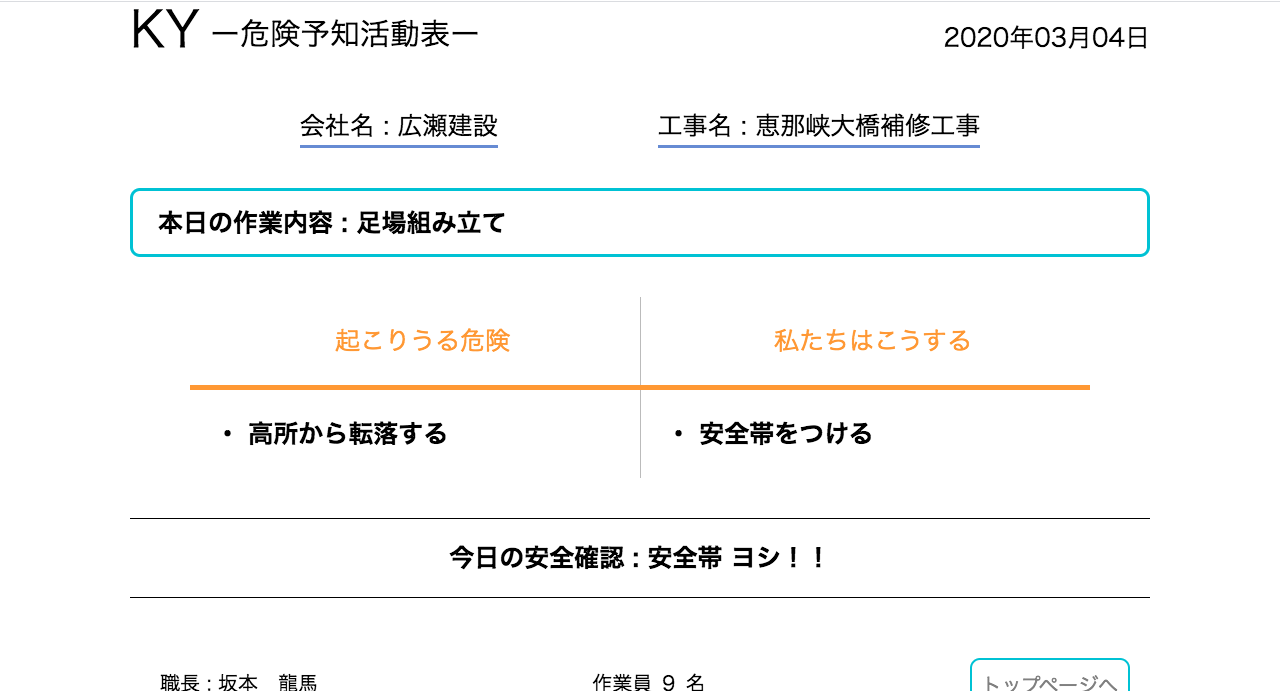 KY ー危険予知活動表ー
2020年03月04日
会社名 : 広瀬建設
工事名 : 恵那峡大橋補修工事
本日の作業内容 : 足場組み立て
起こりうる危険
私たちはこうする
・ 高所から転落する
・ 安全帯をつける
今日の安全確認 : 安全帯 ヨシ！！
職長 : 坂本　龍馬
作業員 9 名
トップページへ